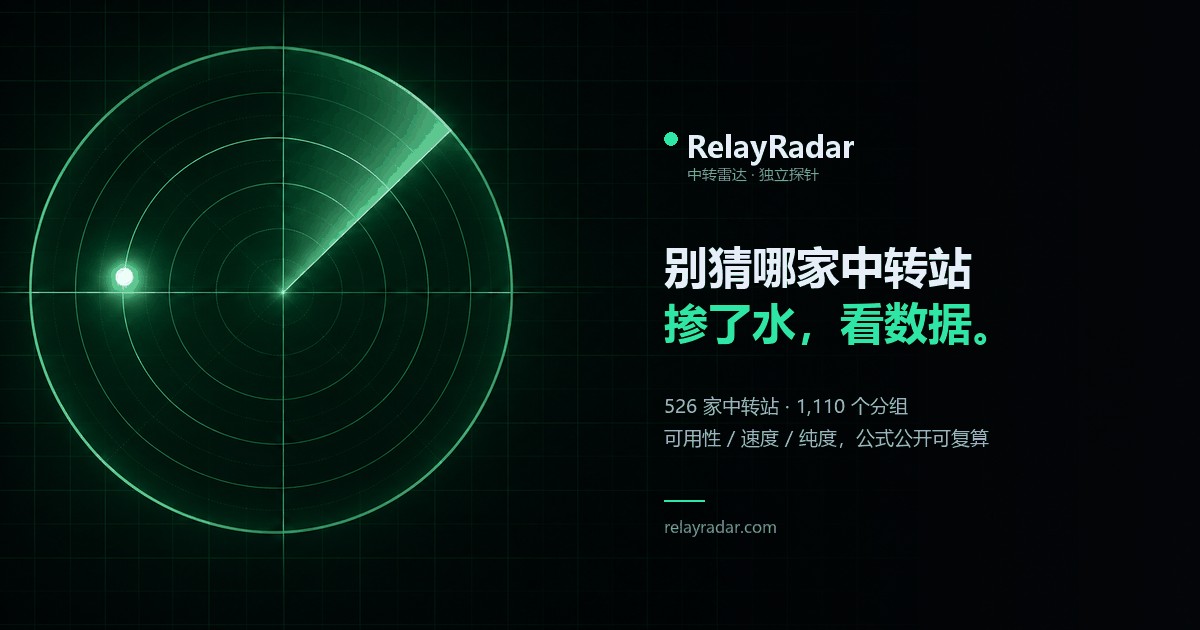 RelayRadar
中转雷达 · 独立探针
别猜哪家中转站
掺了水，看数据。
526 家中转站 · 1,110 个分组
可用性 / 速度 / 纯度，公式公开可复算
relayradar.com